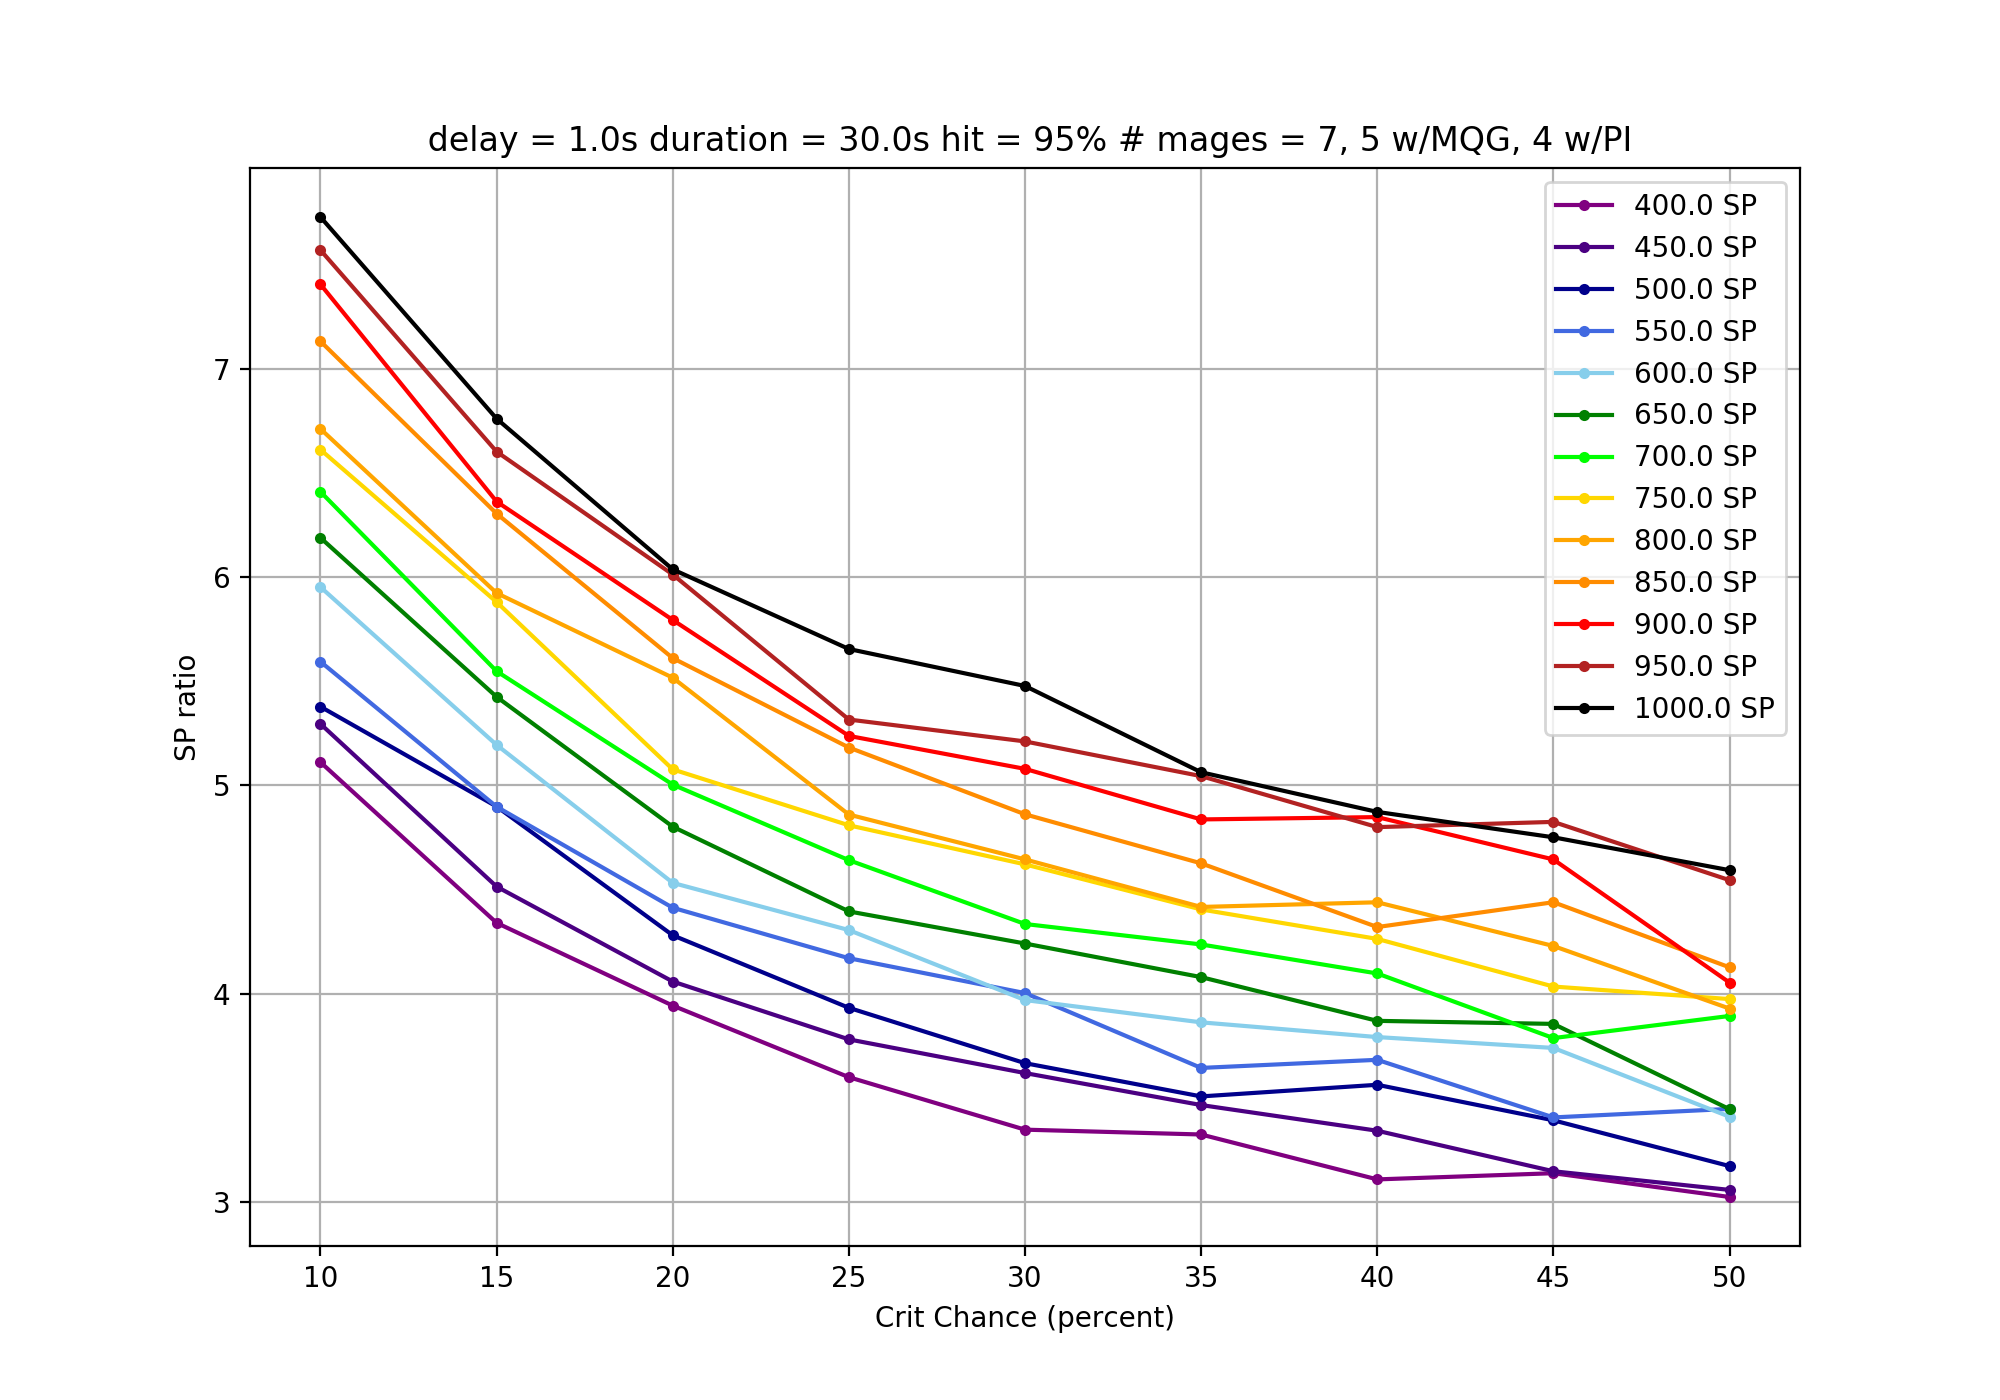 delay = 1.0s duration = 30.0s hit = 95% # mages = 7, 5 w/MQG, 4 w/PI
400.0 SP
450.0 SP
500.0 SP
550.0 SP
600.0 SP
650.0 SP
700.0 SP
750.0 SP
800.0 SP
850.0 SP
900.0 SP
950.0 SP
1000.0 SP
SP ratio
7
6
5
4
3
10 15 20 25 30 35 40 45 50
Crit Chance (percent)